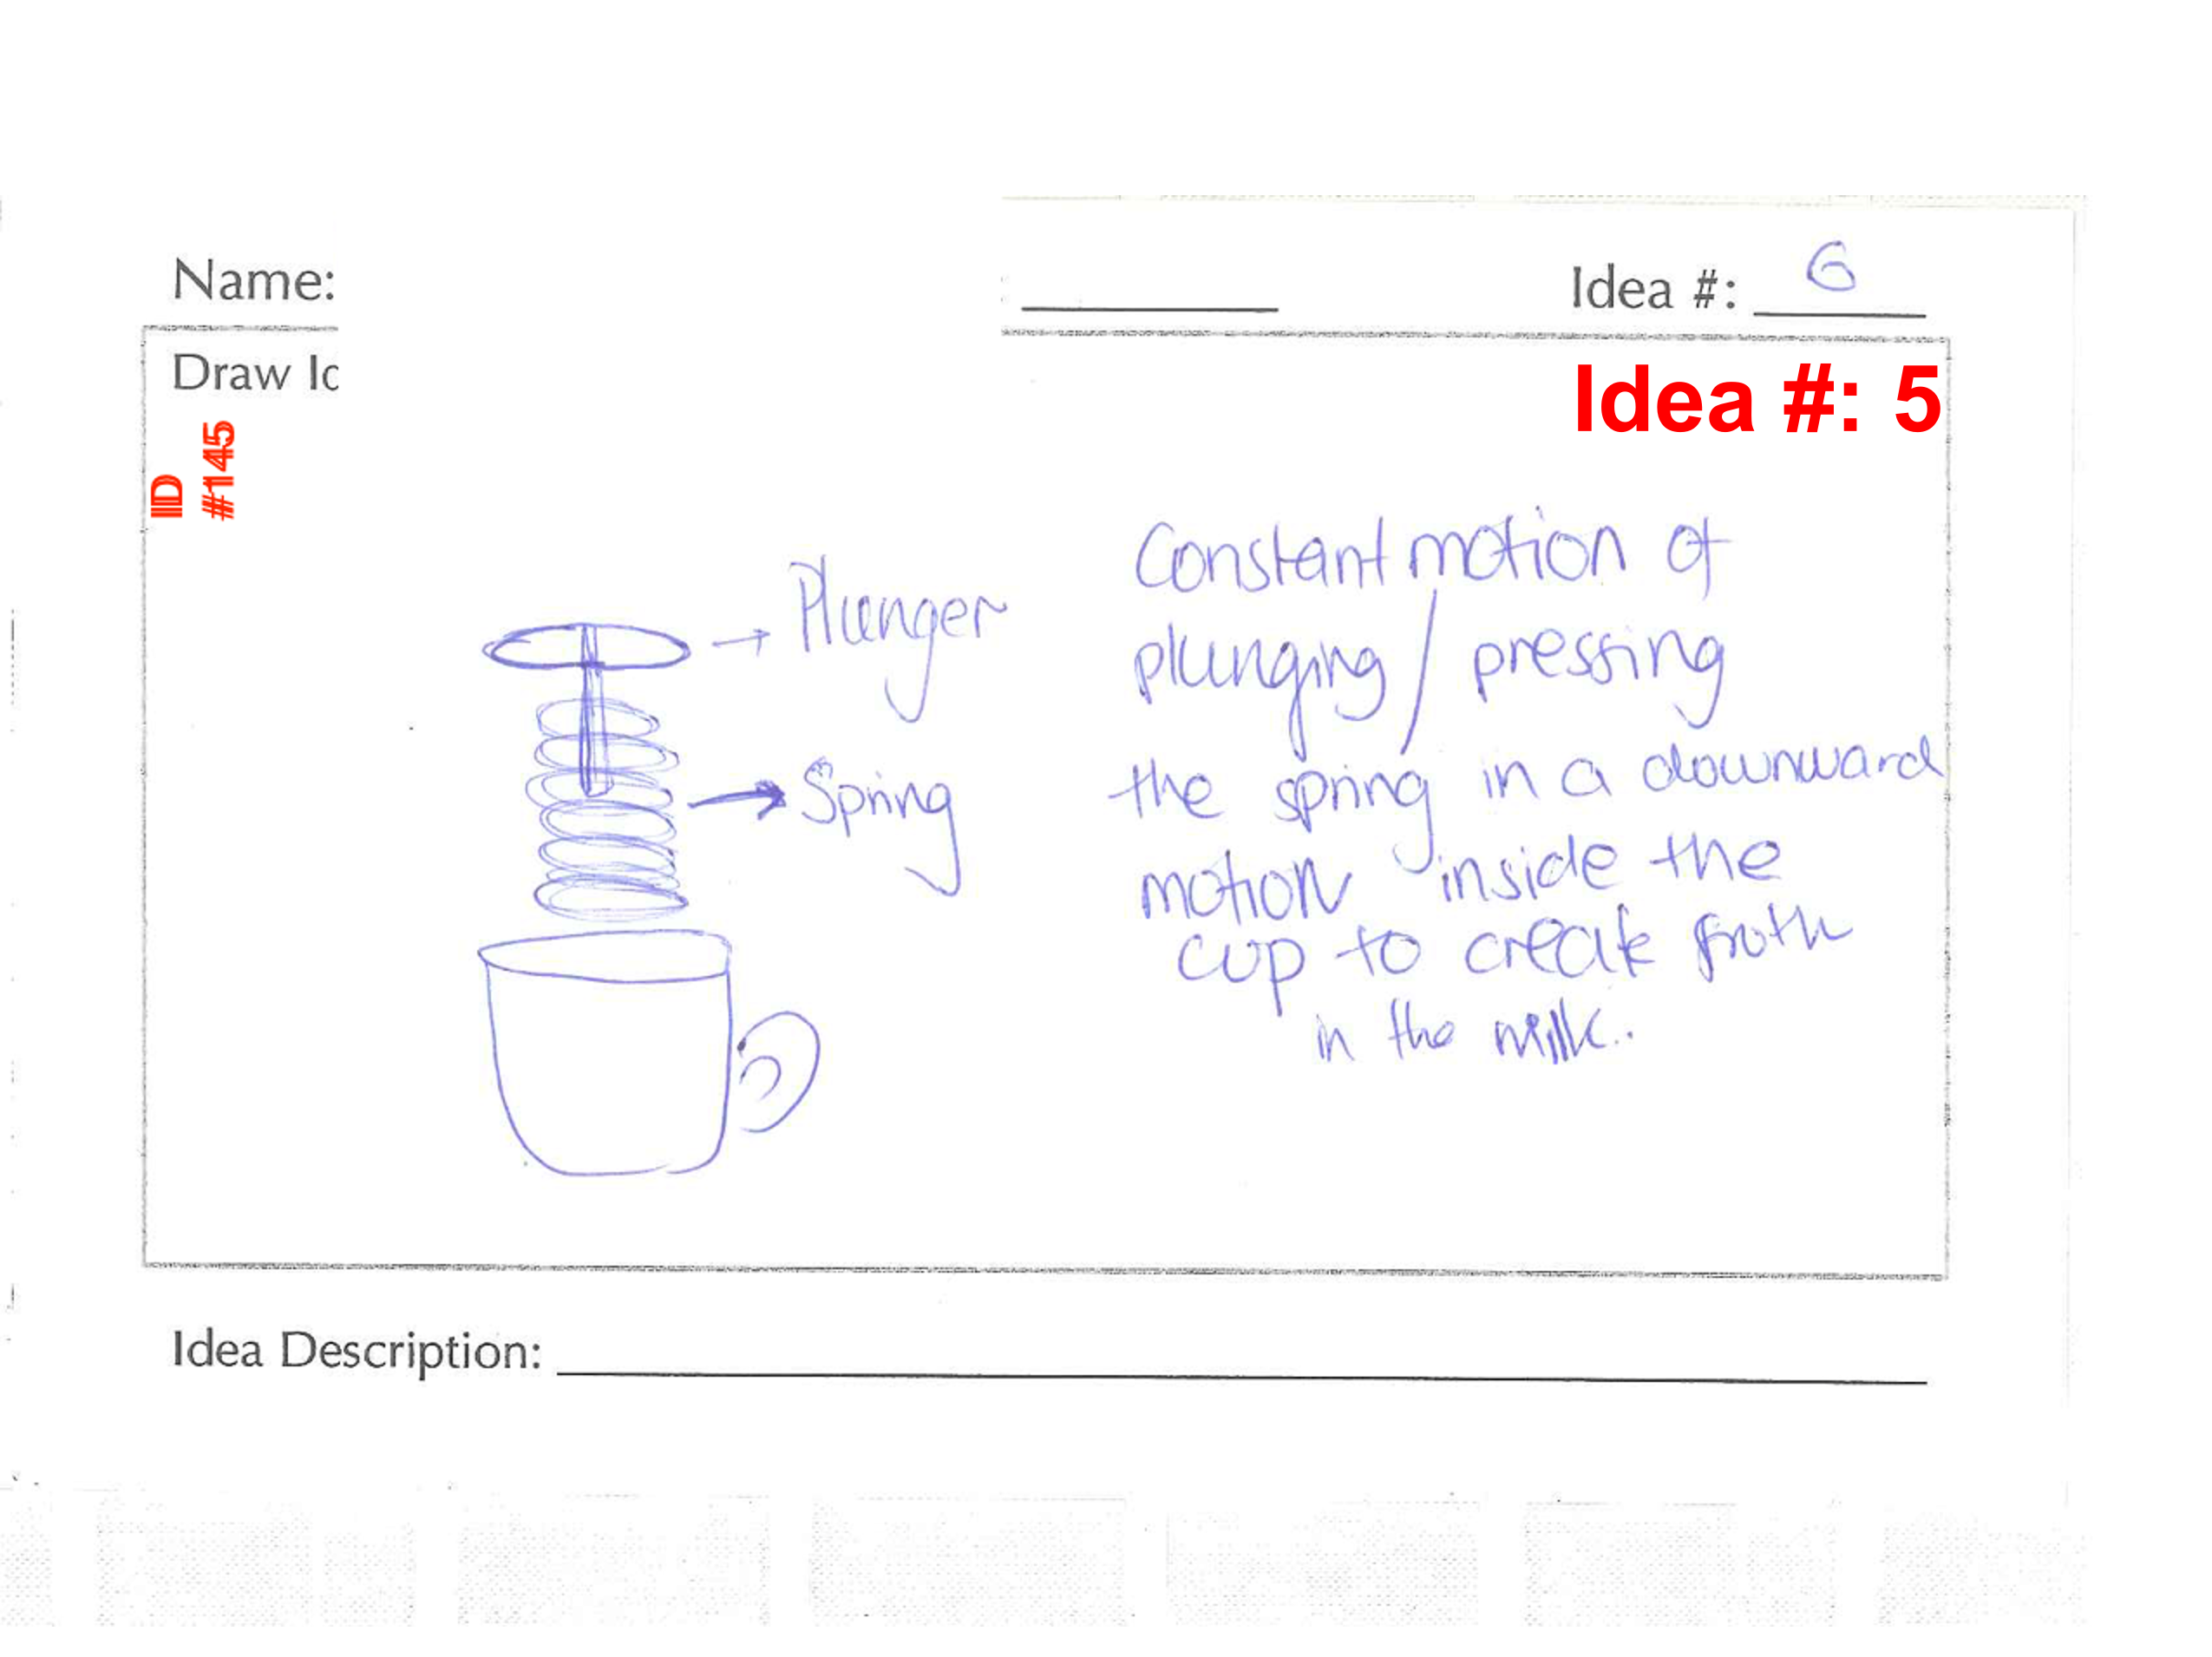 Name:
Idea #: 6
Draw Id
Idea #: 5
ID
#145
Plunger
Spring
Constant motion of
plunging / pressing
the spring in a downward
motion inside the
cup to create froth
in the milk.
Idea Description: